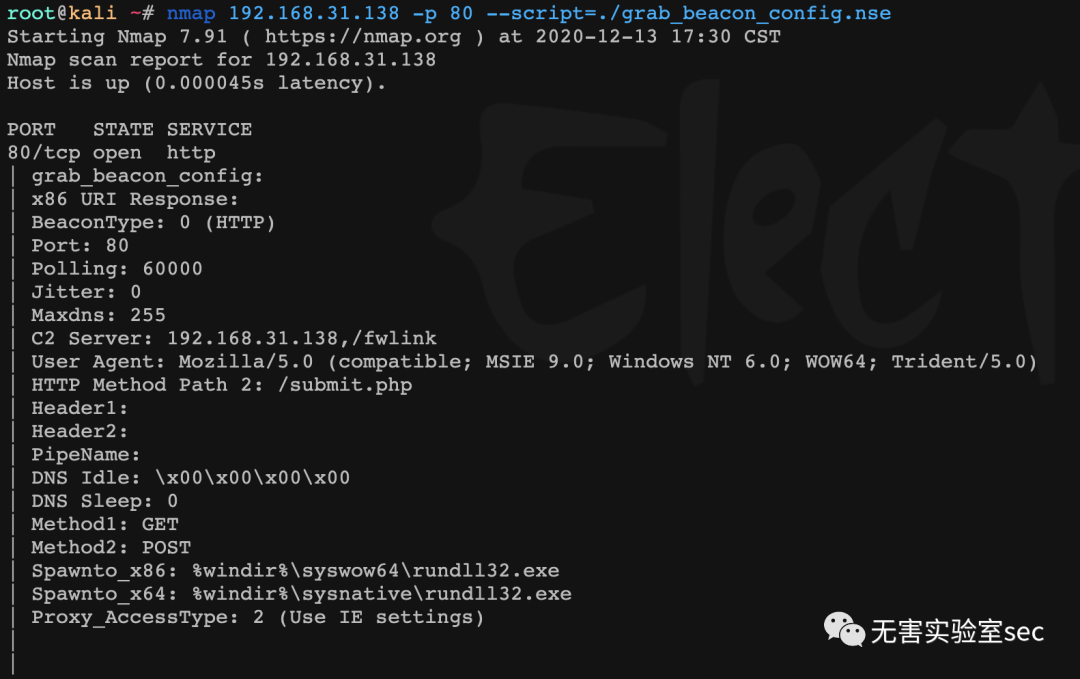 root@kali ~# nmap 192.168.31.138 -p 80 --script=./grab_beacon_config.nse
Starting Nmap 7.91 ( https://nmap.org ) at 2020-12-13 17:30 CST
Nmap scan report for 192.168.31.138
Host is up (0.000045s latency).

PORT   STATE SERVICE
80/tcp open  http
| grab_beacon_config:
| x86 URI Response:
| BeaconType: 0 (HTTP)
| Port: 80
| Polling: 60000
| Jitter: 0
| Maxdns: 255
| C2 Server: 192.168.31.138,/fwlink
| User Agent: Mozilla/5.0 (compatible; MSIE 9.0; Windows NT 6.0; WOW64; Trident/5.0)
| HTTP Method Path 2: /submit.php
| Header1:
| Header2:
| PipeName:
| DNS Idle: \x00\x00\x00\x00
| DNS Sleep: 0
| Method1: GET
| Method2: POST
| Spawnto_x86: %windir%\syswow64\rundll32.exe
| Spawnto_x64: %windir%\sysnative\rundll32.exe
| Proxy_AccessType: 2 (Use IE settings)
|
|
Elect
无害实验室sec